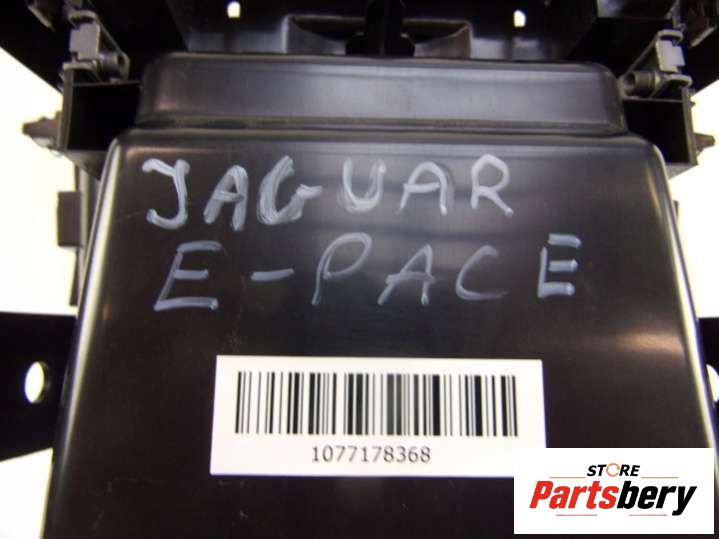 JAGUAR
E-PACE
1077178368
STORE
Partsbery